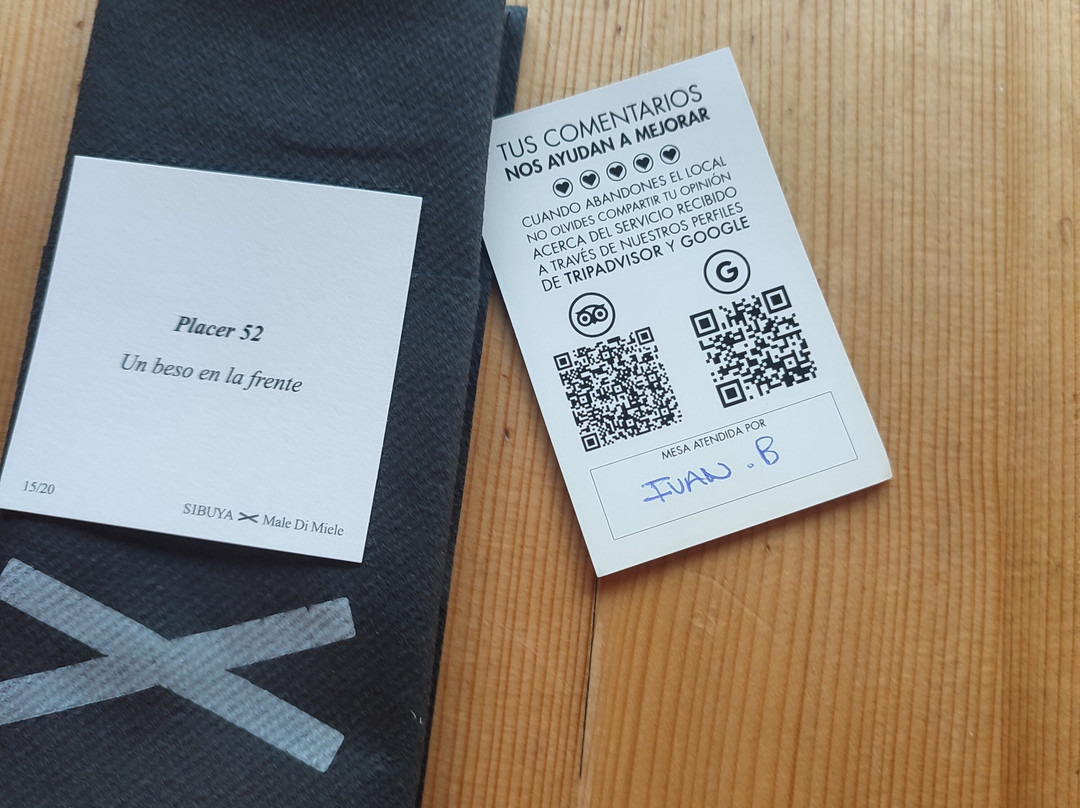 Placer 52
Un beso en la frente
15/20
SIBUYA Male Di Miele
TUS COMENTARIOS
NOS AYUDAN A MEJORAR
CUANDO ABANDONES EL LOCAL
NO OLVIDES COMPARTIR TU OPINIÓN
ACERCA DEL SERVICIO RECIBIDO
A TRAVÉS DE NUESTROS PERFILES
DE TRIPADVISOR Y GOOGLE
G
MESA ATENDIDA POR
IVAN . B